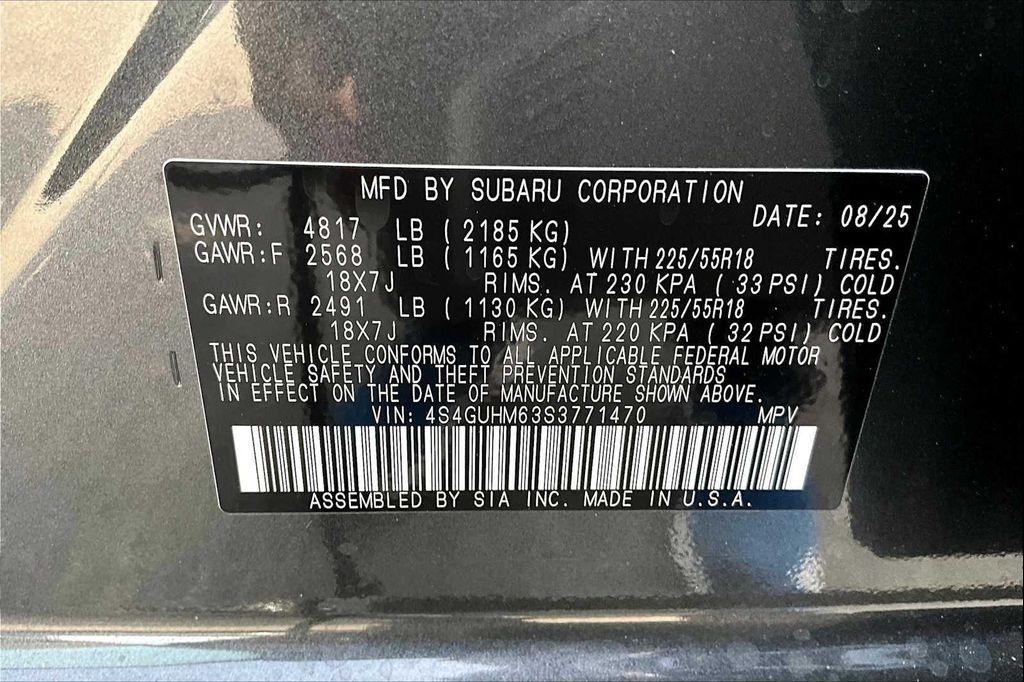 MFD BY SUBARU CORPORATION
DATE: 08/25
GVWR: 4817 LB ( 2185 KG)
GAWR:F 2568 LB ( 1165 KG) WITH 225/55R18 TIRES.
18X7J RIMS. AT 230 KPA ( 33 PSI) COLD
GAWR:R 2491 LB ( 1130 KG) WITH 225/55R18 TIRES.
18X7J RIMS. AT 220 KPA ( 32 PSI) COLD
THIS VEHICLE CONFORMS TO ALL APPLICABLE FEDERAL MOTOR
VEHICLE SAFETY AND THEFT PREVENTION STANDARDS
IN EFFECT ON THE DATE OF MANUFACTURE SHOWN ABOVE.
VIN: 4S4GUHM63S3771470 MPV
ASSEMBLED BY SIA INC. MADE IN U.S.A.